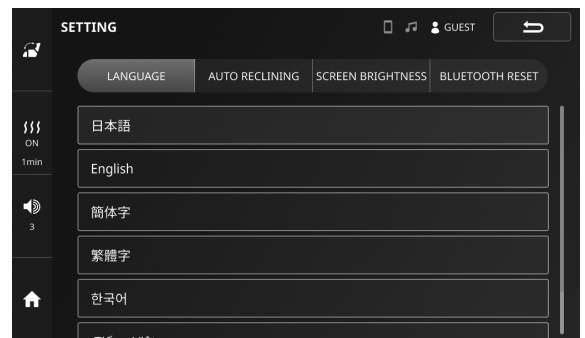 SETTING
GUEST
LANGUAGE AUTO RECLINING SCREEN BRIGHTNESS BLUETOOTH RESET
ON
1min
3
日本語
English
簡体字
繁體字
한국어